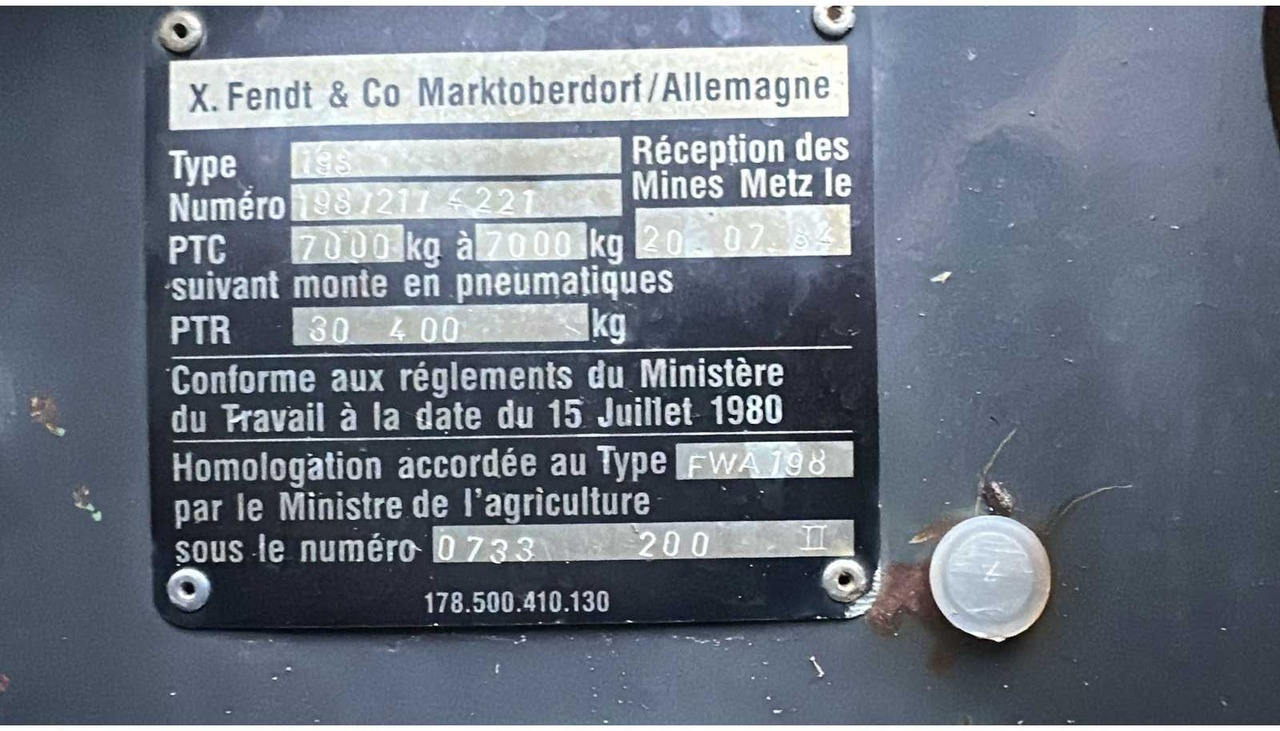 X. Fendt & Co Marktoberdorf/Allemagne
Type 198
Réception des
Numéro 198/21/4221
Mines Metz le
PTC 7000 kg à 7000 kg
20 07 84
suivant monte en pneumatiques
PTR 30 400 kg
Conforme aux réglements du Ministère
du Travail à la date du 15 Juillet 1980
Homologation accordée au Type FWA 198
par le Ministre de l'agriculture
sous le numéro 0733 200 II
178.500.410.130